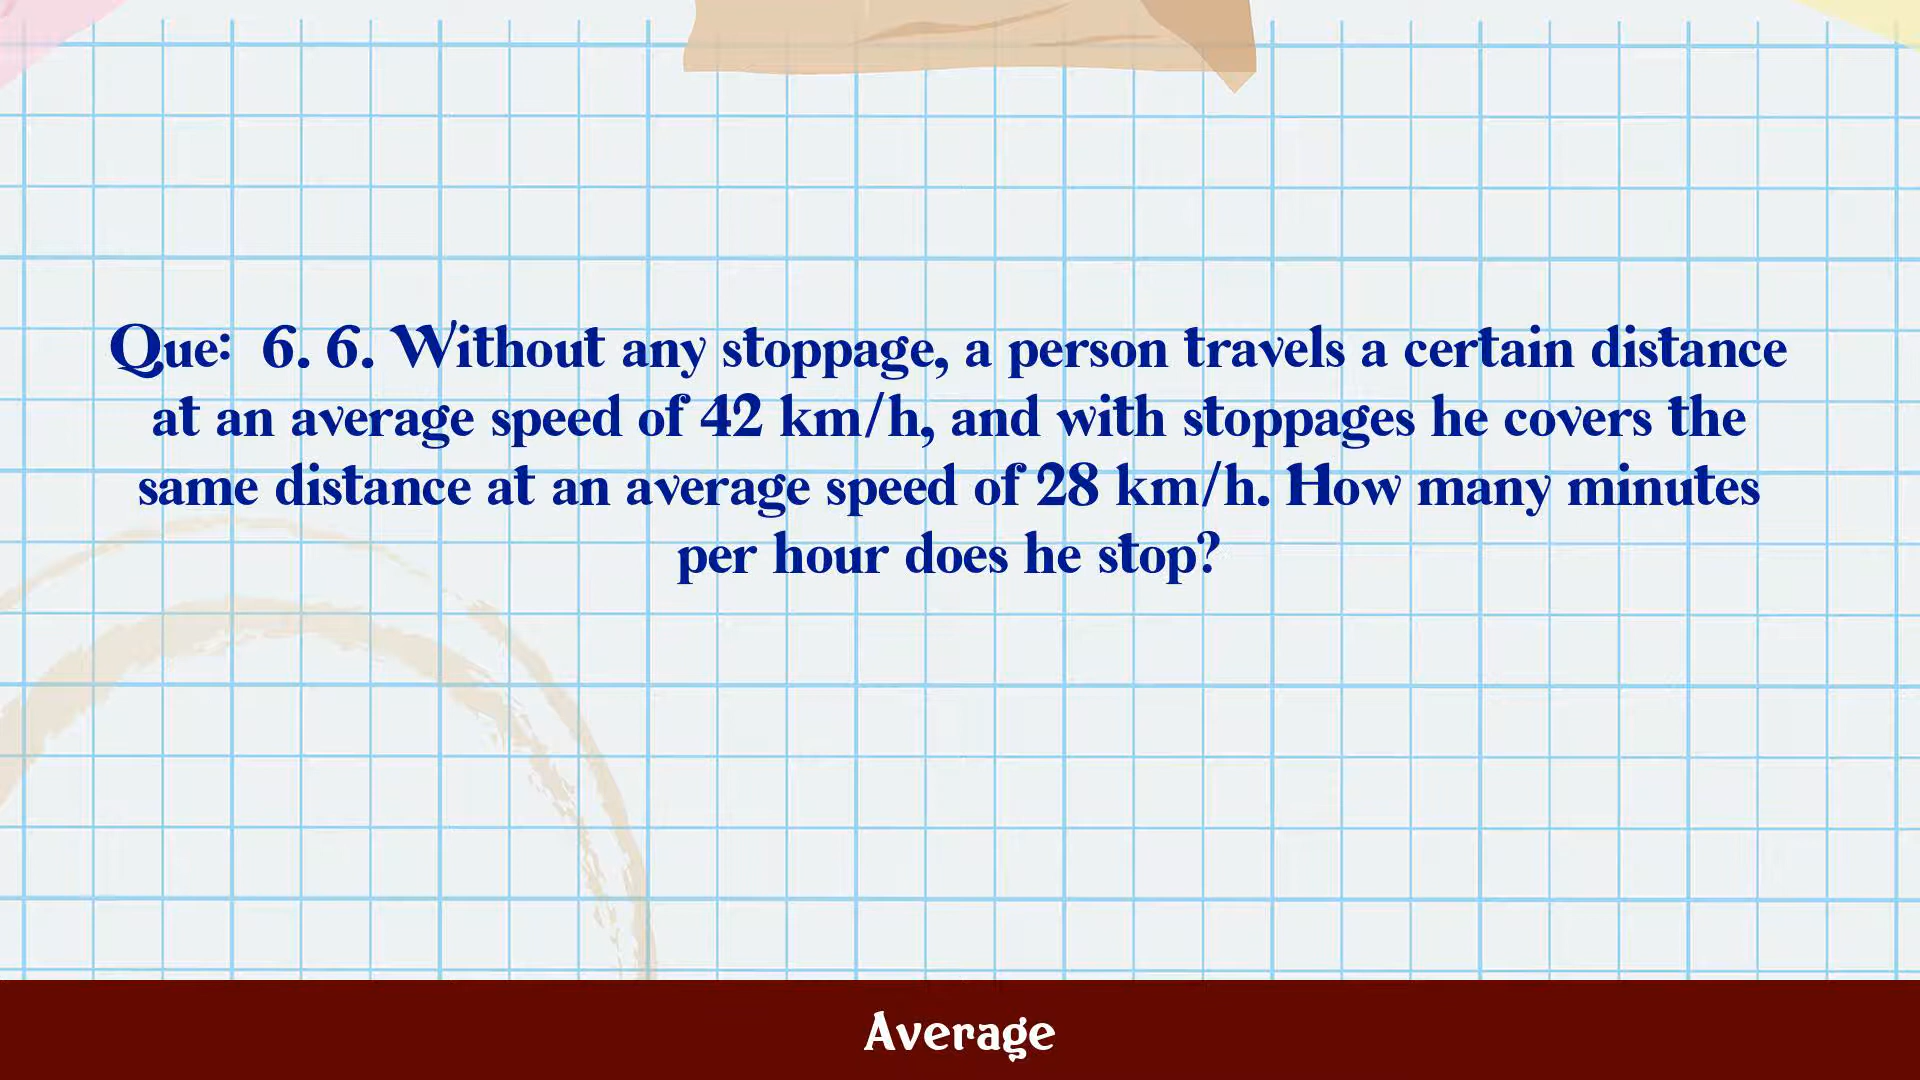 Que: 6. 6. Without any stoppage, a person travels a certain distance
at an average speed of 42 km/h, and with stoppages he covers the
same distance at an average speed of 28 km/h. How many minutes
per hour does he stop?
Average